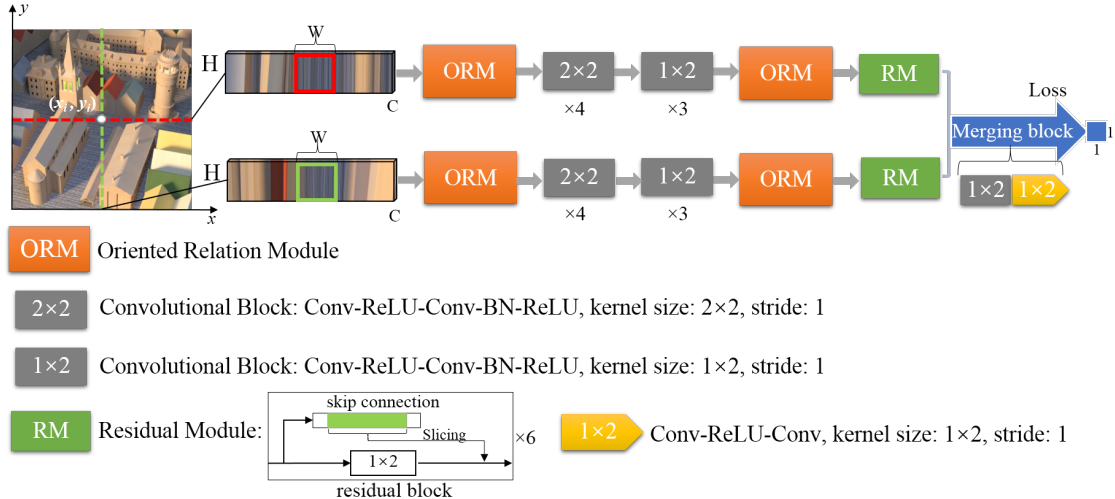 y
(xᵢ, yᵢ)
x
W
H
C
ORM
2×2
×4
1×2
×3
ORM
RM
W
H
C
ORM
2×2
×4
1×2
×3
ORM
RM
Loss
Merging block
1
1
1×2
1×2
ORM Oriented Relation Module
2×2 Convolutional Block: Conv-ReLU-Conv-BN-ReLU, kernel size: 2×2, stride: 1
1×2 Convolutional Block: Conv-ReLU-Conv-BN-ReLU, kernel size: 1×2, stride: 1
RM Residual Module:
skip connection
Slicing
1×2
×6
residual block
1×2 Conv-ReLU-Conv, kernel size: 1×2, stride: 1